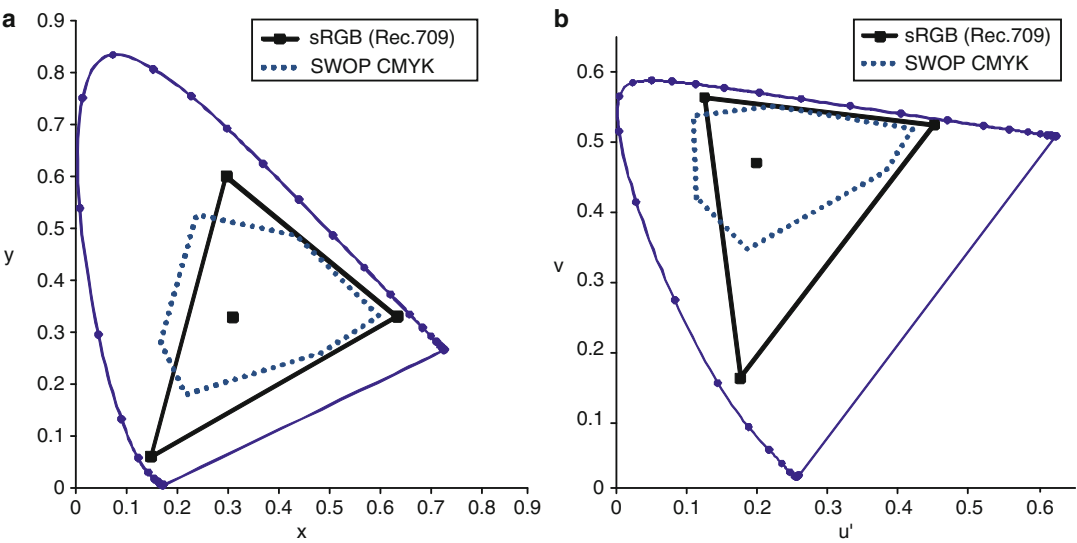 a
sRGB (Rec.709)
SWOP CMYK
0.9
0.8
0.7
0.6
0.5
0.4
0.3
0.2
0.1
0
y
0 0.1 0.2 0.3 0.4 0.5 0.6 0.7 0.8 0.9
x
b
sRGB (Rec.709)
SWOP CMYK
0.6
0.5
0.4
0.3
0.2
0.1
0
v
0 0.1 0.2 0.3 0.4 0.5 0.6
u'